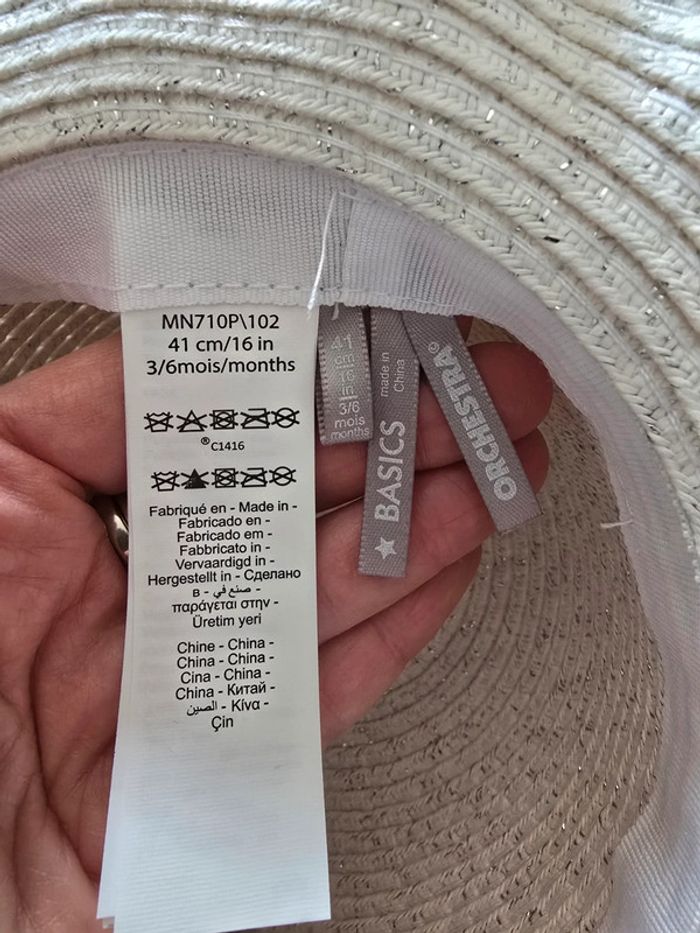 MN710P\102
41 cm/16 in
3/6mois/months
®C1416
Fabriqué en - Made in -
Fabricado en -
Fabricado em -
Fabbricato in -
Vervaardigd in -
Hergestellt in - Сделано
в - صنع في -
παράγεται στην -
Üretim yeri
Chine - China -
China - China -
Cina - China -
China - Китай -
الصين - Κίνα -
Çin
41
cm
16
in
3/6
mois
months
made in
China
BASICS
ORCHESTRA®